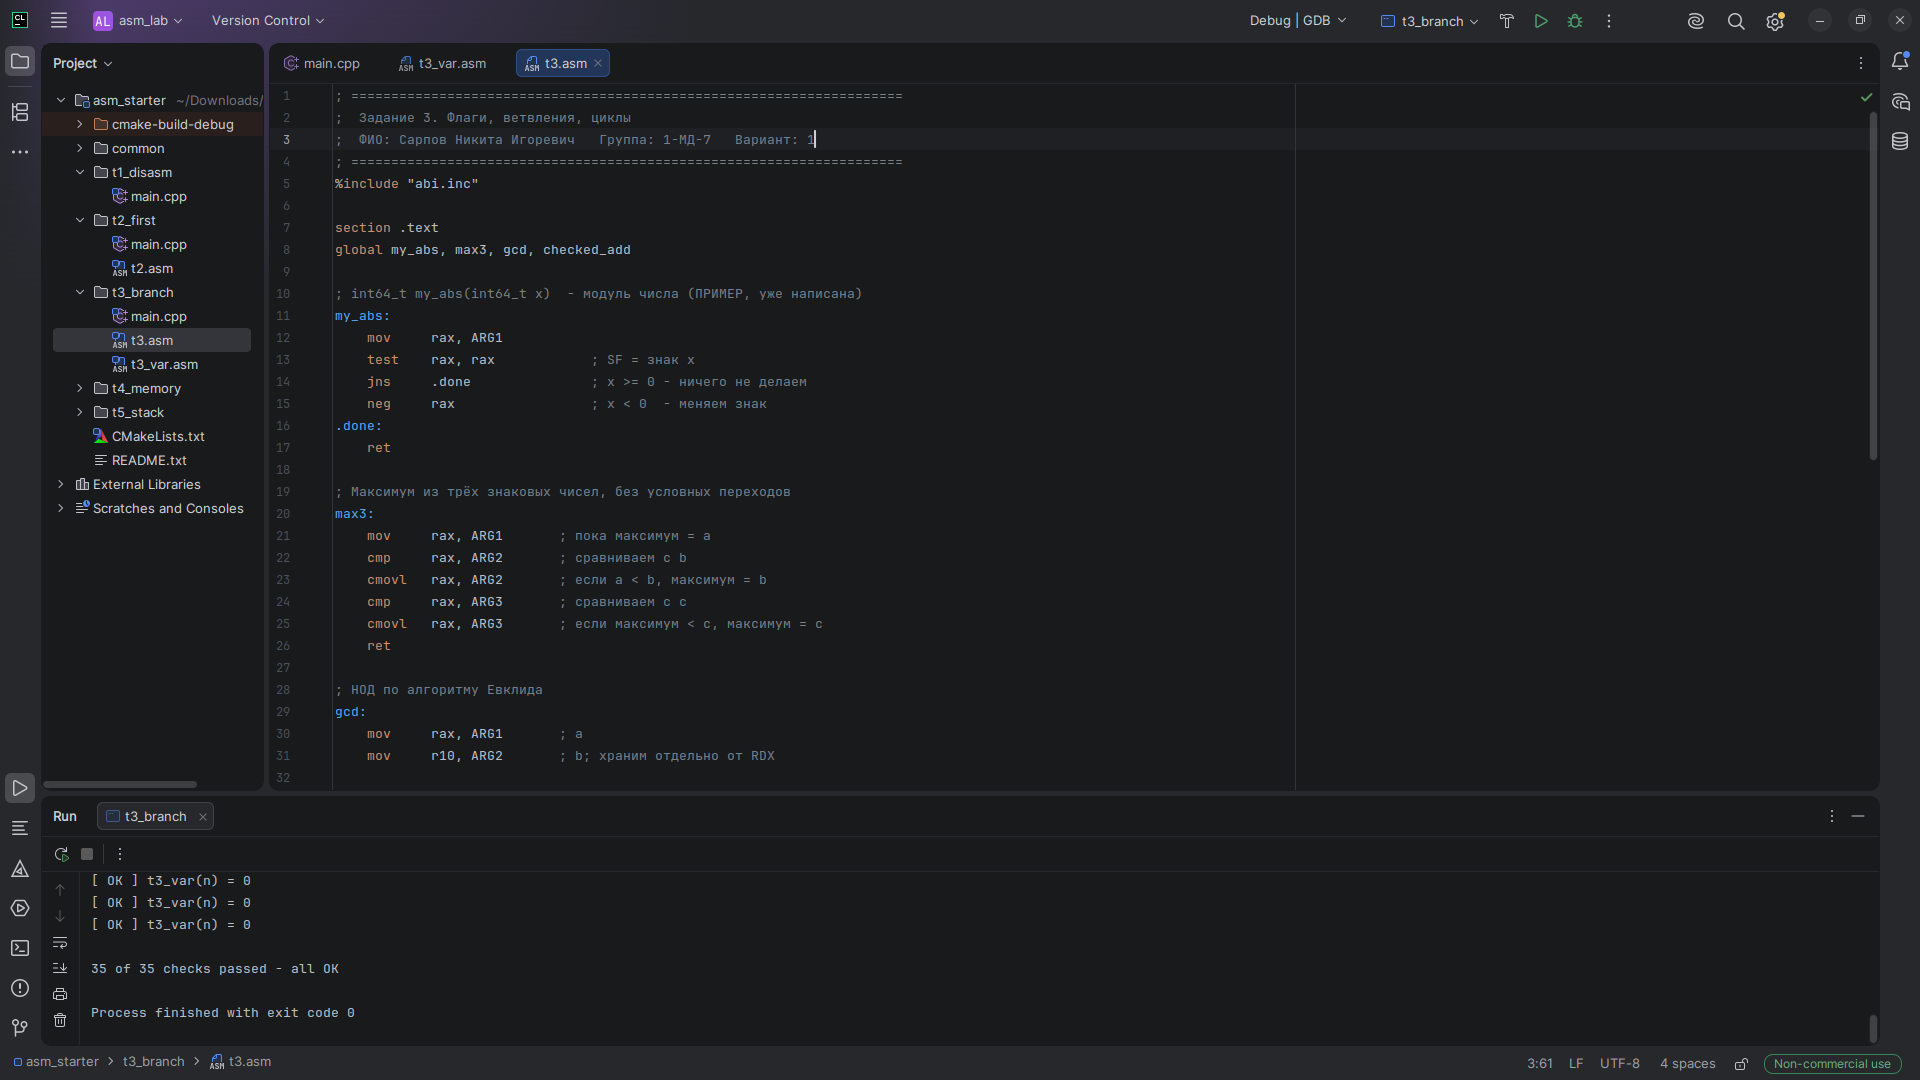 CL
AL asm_lab Version Control Debug | GDB t3_branch
Project
main.cpp t3_var.asm t3.asm
asm_starter ~/Downloads/
cmake-build-debug
common
t1_disasm
main.cpp
t2_first
main.cpp
t2.asm
t3_branch
main.cpp
t3.asm
t3_var.asm
t4_memory
t5_stack
CMakeLists.txt
README.txt
External Libraries
Scratches and Consoles
1 ; =====================================================================
2 ;  Задание 3. Флаги, ветвления, циклы
3 ;  ФИО: Сарпов Никита Игоревич   Группа: 1-МД-7   Вариант: 1
4 ; =====================================================================
5 %include "abi.inc"
6
7 section .text
8 global my_abs, max3, gcd, checked_add
9
10 ; int64_t my_abs(int64_t x)  - модуль числа (ПРИМЕР, уже написана)
11 my_abs:
12     mov     rax, ARG1
13     test    rax, rax            ; SF = знак x
14     jns     .done               ; x >= 0 - ничего не делаем
15     neg     rax                 ; x < 0  - меняем знак
16 .done:
17     ret
18
19 ; Максимум из трёх знаковых чисел, без условных переходов
20 max3:
21     mov     rax, ARG1       ; пока максимум = a
22     cmp     rax, ARG2       ; сравниваем с b
23     cmovl   rax, ARG2       ; если a < b, максимум = b
24     cmp     rax, ARG3       ; сравниваем с c
25     cmovl   rax, ARG3       ; если максимум < c, максимум = c
26     ret
27
28 ; НОД по алгоритму Евклида
29 gcd:
30     mov     rax, ARG1       ; a
31     mov     r10, ARG2       ; b; храним отдельно от RDX
32
Run t3_branch
[ OK ] t3_var(n) = 0
[ OK ] t3_var(n) = 0
[ OK ] t3_var(n) = 0
35 of 35 checks passed - all OK
Process finished with exit code 0
asm_starter > t3_branch > t3.asm 3:61 LF UTF-8 4 spaces Non-commercial use